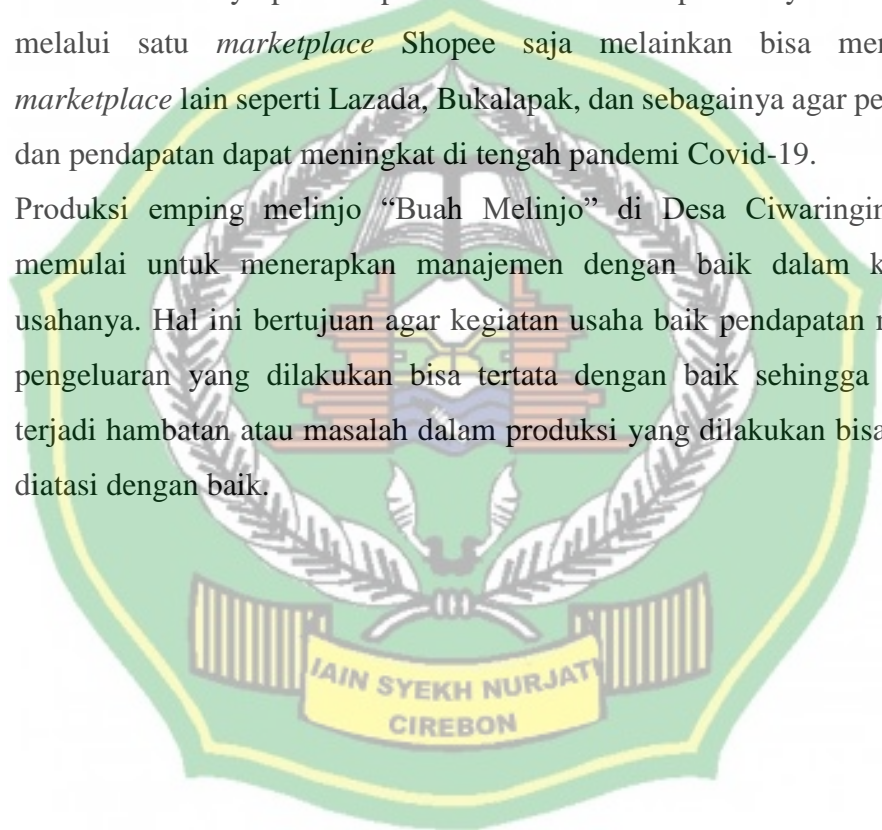 melalui satu marketplace Shopee saja melainkan bisa
marketplace lain seperti Lazada, Bukalapak, dan sebagainya agar
dan pendapatan dapat meningkat di tengah pandemi Covid-19.
Produksi emping melinjo “Buah Melinjo” di Desa Ciwaringin
memulai untuk menerapkan manajemen dengan baik dalam
usahanya. Hal ini bertujuan agar kegiatan usaha baik pendapatan
pengeluaran yang dilakukan bisa tertata dengan baik sehingga
terjadi hambatan atau masalah dalam produksi yang dilakukan bisa
diatasi dengan baik.
IAIN SYEKH NURJATI
CIREBON